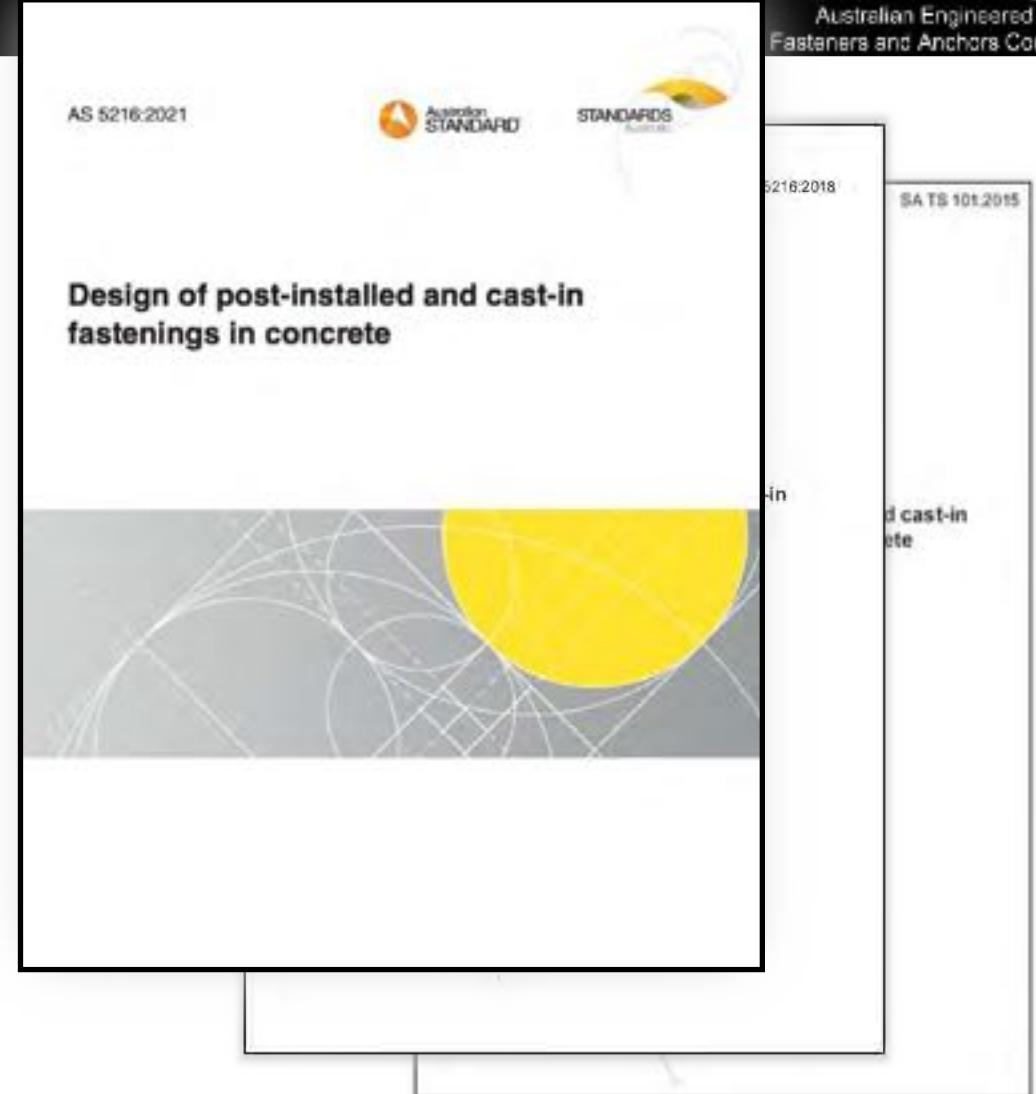 Australian Engineered
Fasteners and Anchors Co
AS 5216:2021
Australian
STANDARD
STANDARDS
Australia
5216:2018
SA TS 101:2015
Design of post-installed and cast-in
fastenings in concrete
-in
d cast-in
ete